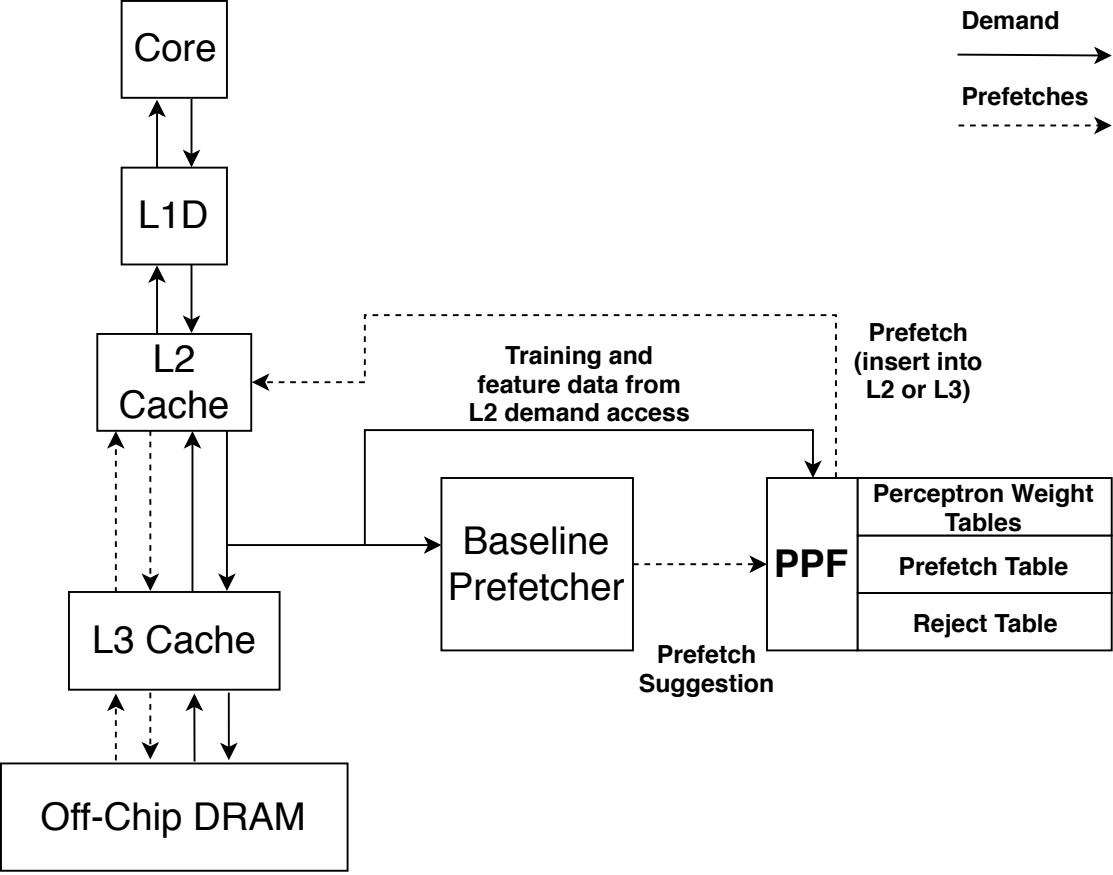 Core
Demand
Prefetches
L1D
L2
Cache
Training and
feature data from
L2 demand access
Prefetch
(insert into
L2 or L3)
Baseline
Prefetcher
PPF
Perceptron Weight
Tables
Prefetch Table
Reject Table
L3 Cache
Prefetch
Suggestion
Off-Chip DRAM